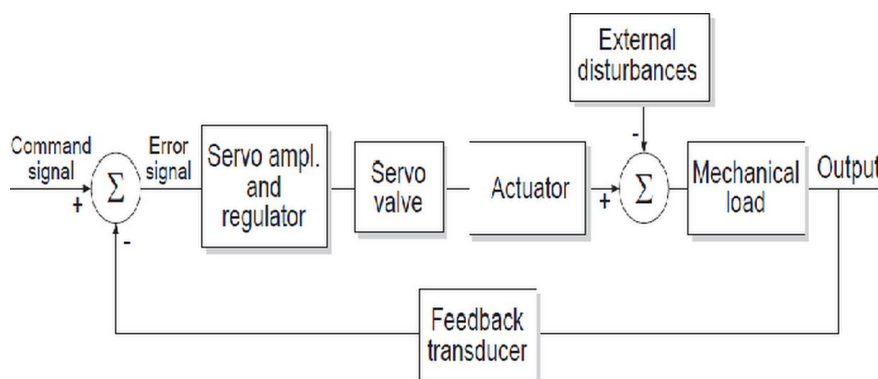 External
disturbances
Command
signal
Error
signal
Servo ampl.
and
regulator
Servo
valve
Actuator
Mechanical
load
Output
+
-
Σ
+
-
Σ
Feedback
transducer